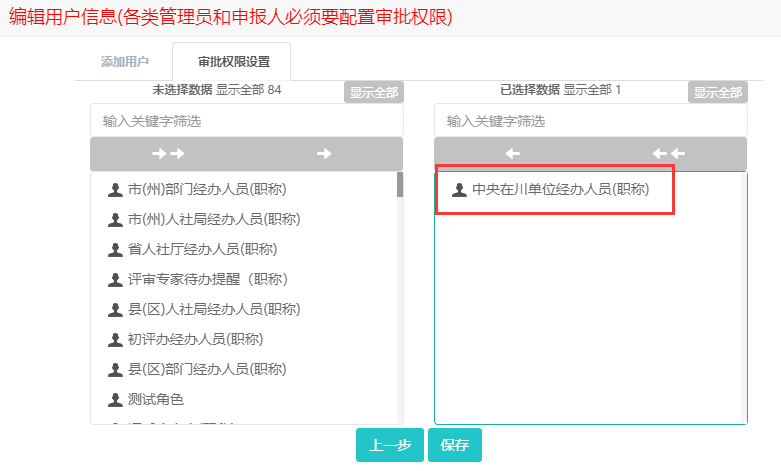 编辑用户信息(各类管理员和申报人必须要配置审批权限)
添加用户 审批权限设置
未选择数据 显示全部 84 显示全部
输入关键字筛选
市(州)部门经办人员(职称)
市(州)人社局经办人员(职称)
省人社厅经办人员(职称)
评审专家待办提醒（职称）
县(区)人社局经办人员(职称)
初评办经办人员(职称)
县(区)部门经办人员(职称)
测试角色
已选择数据 显示全部 1 显示全部
输入关键字筛选
中央在川单位经办人员(职称)
上一步 保存